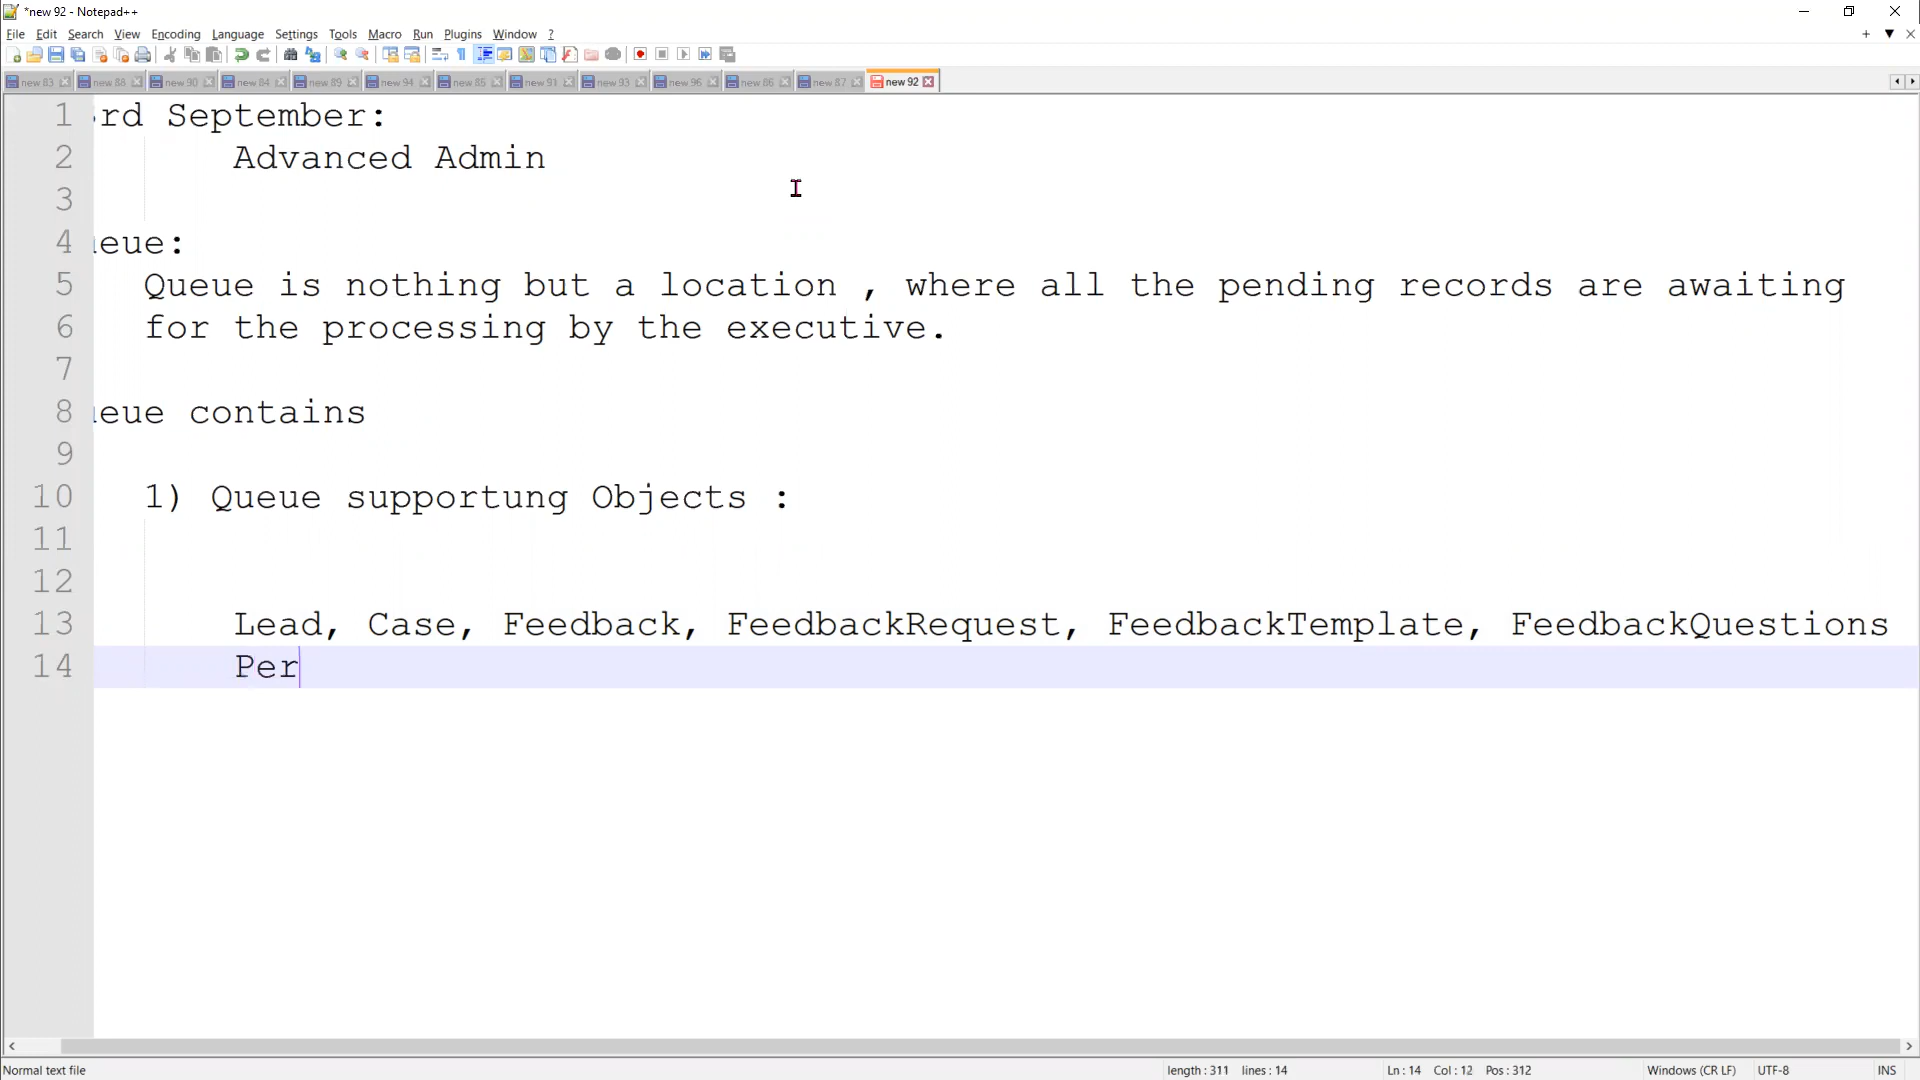 *new 92 - Notepad++
File Edit Search View Encoding Language Settings Tools Macro Run Plugins Window ?
new 83 new 88 new 90 new 84 new 89 new 94 new 85 new 91 new 93 new 96 new 86 new 87 new 92
1 rd September:
2 Advanced Admin
3
4 eue:
5 Queue is nothing but a location , where all the pending records are awaiting
6 for the processing by the executive.
7
8 eue contains
9
10 1) Queue supportung Objects :
11
12
13 Lead, Case, Feedback, FeedbackRequest, FeedbackTemplate, FeedbackQuestions
14 Per
Normal text file length : 311 lines : 14 Ln : 14 Col : 12 Pos : 312 Windows (CR LF) UTF-8 INS